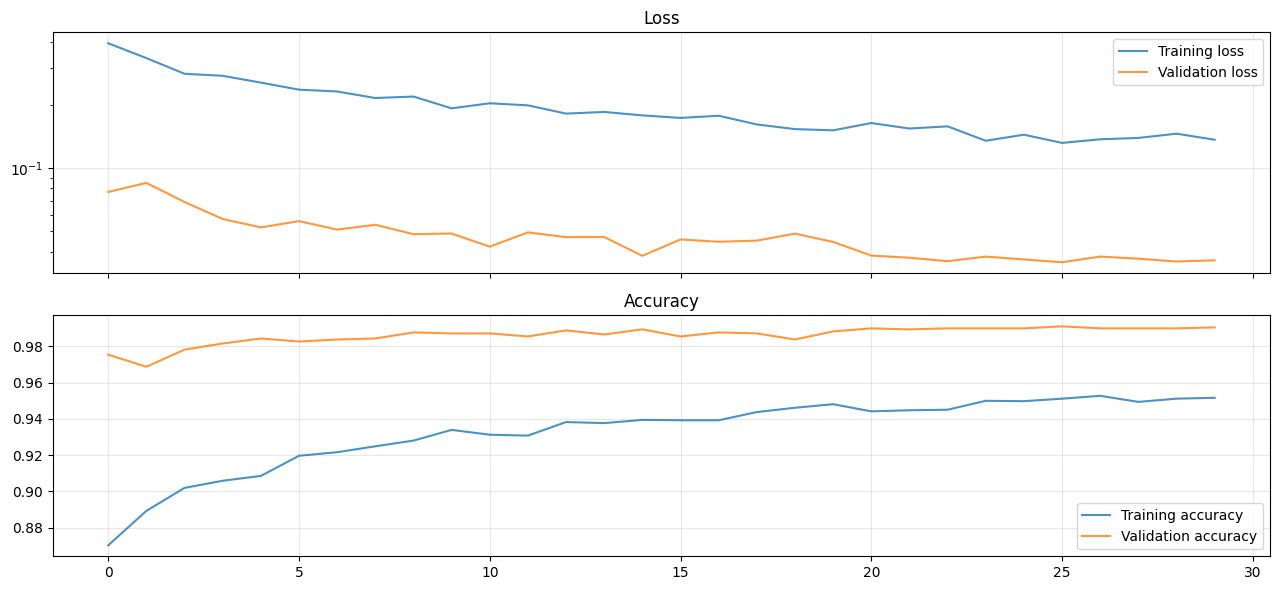 Loss
Training loss
Validation loss
10⁻¹
Accuracy
0.98
0.96
0.94
0.92
0.90
0.88
Training accuracy
Validation accuracy
0 5 10 15 20 25 30